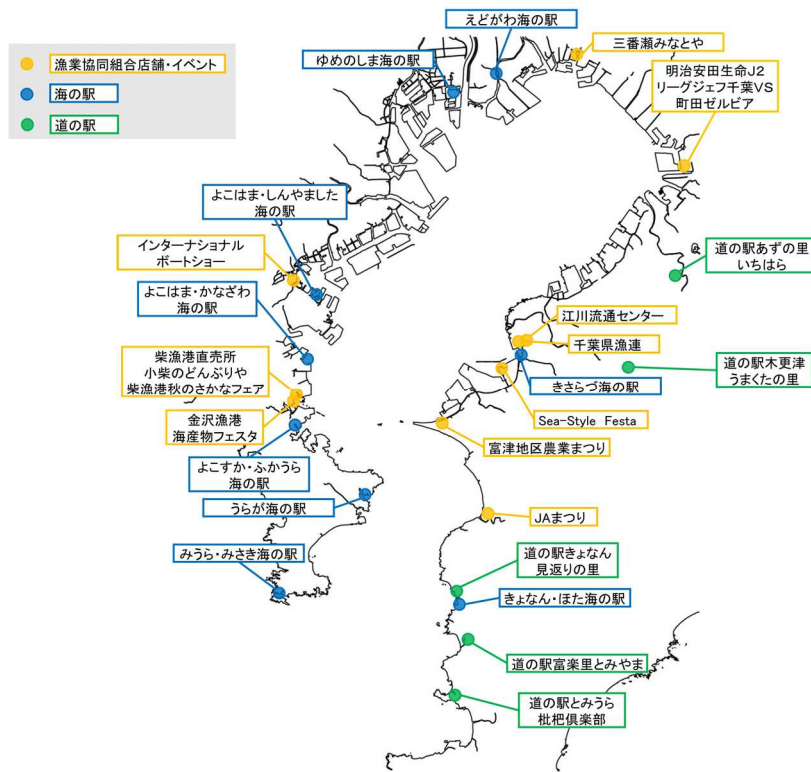 漁業協同組合店舗・イベント
海の駅
道の駅
えどがわ海の駅
ゆめのしま海の駅
三番瀬みなとや
明治安田生命J2
リーグジェフ千葉VS
町田ゼルビア
よこはま・しんやました
海の駅
インターナショナル
ボートショー
よこはま・かなざわ
海の駅
柴漁港直売所
小柴のどんぶりや
柴漁港秋のさかなフェア
金沢漁港
海産物フェスタ
よこすか・ふかうら
海の駅
うらが海の駅
みうら・みさき海の駅
道の駅あずの里
いちはら
江川流通センター
千葉県漁連
きさらづ海の駅
道の駅木更津
うまくたの里
Sea-Style Festa
富津地区農業まつり
JAまつり
道の駅きょなん
見返りの里
きょなん・ほた海の駅
道の駅富楽里とみやま
道の駅とみうら
枇杷倶楽部